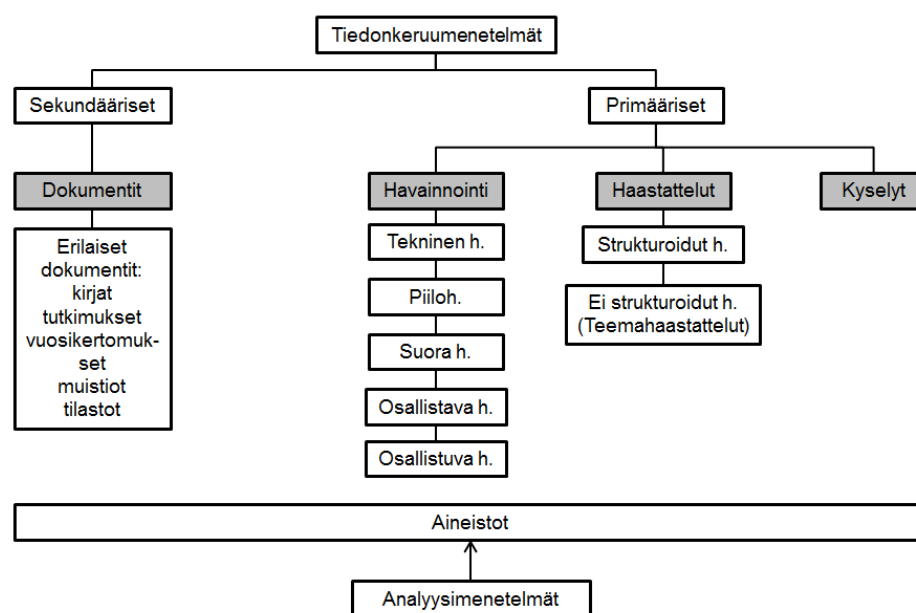 Tiedonkeruumenetelmät
Sekundääriset
Primääriset
Dokumentit
Havainnointi
Haastattelut
Kyselyt
Erilaiset
dokumentit:
kirjat
tutkimukset
vuosikertomuk-
set
muistiot
tilastot
Tekninen h.
Piiloh.
Suora h.
Osallistava h.
Osallistuva h.
Strukturoidut h.
Ei strukturoidut h.
(Teemahaastattelut)
Aineistot
Analyysimenetelmät